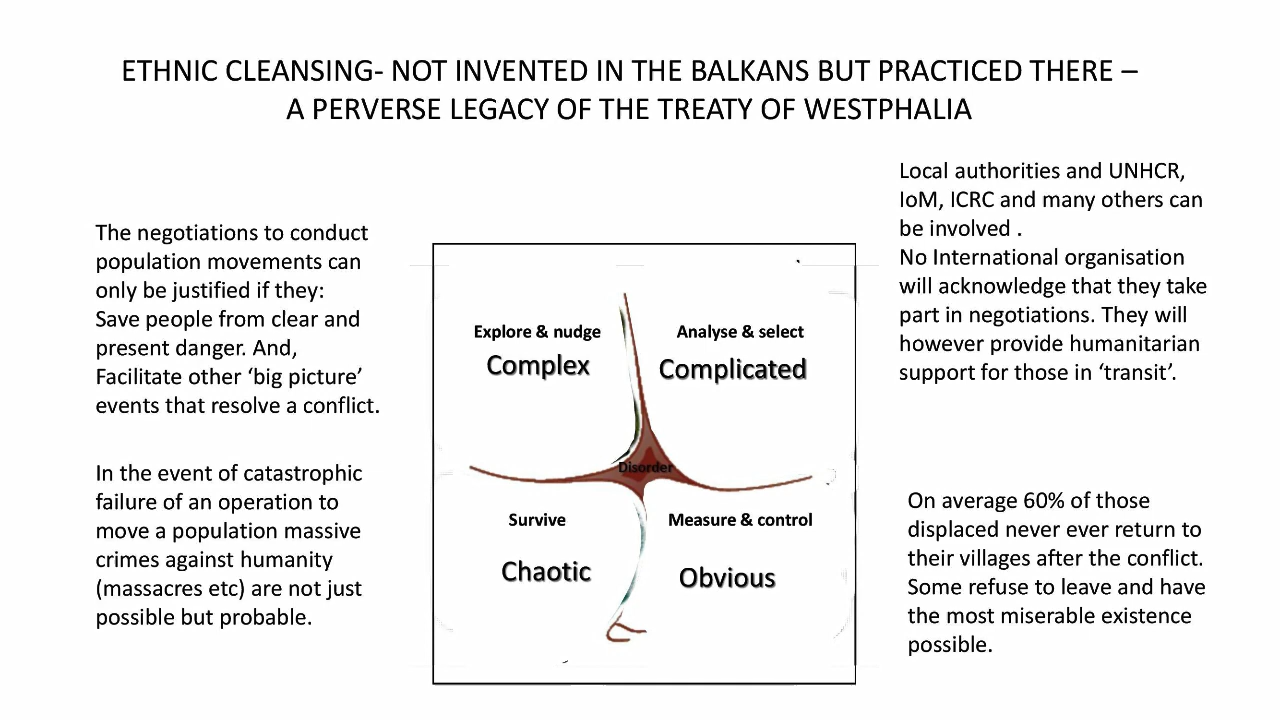 ETHNIC CLEANSING- NOT INVENTED IN THE BALKANS BUT PRACTICED THERE –
A PERVERSE LEGACY OF THE TREATY OF WESTPHALIA
The negotiations to conduct
population movements can
only be justified if they:
Save people from clear and
present danger. And,
Facilitate other ‘big picture’
events that resolve a conflict.
In the event of catastrophic
failure of an operation to
move a population massive
crimes against humanity
(massacres etc) are not just
possible but probable.
Explore & nudge
Complex
Analyse & select
Complicated
Disorder
Survive
Chaotic
Measure & control
Obvious
Local authorities and UNHCR,
IoM, ICRC and many others can
be involved .
No International organisation
will acknowledge that they take
part in negotiations. They will
however provide humanitarian
support for those in ‘transit’.
On average 60% of those
displaced never ever return to
their villages after the conflict.
Some refuse to leave and have
the most miserable existence
possible.